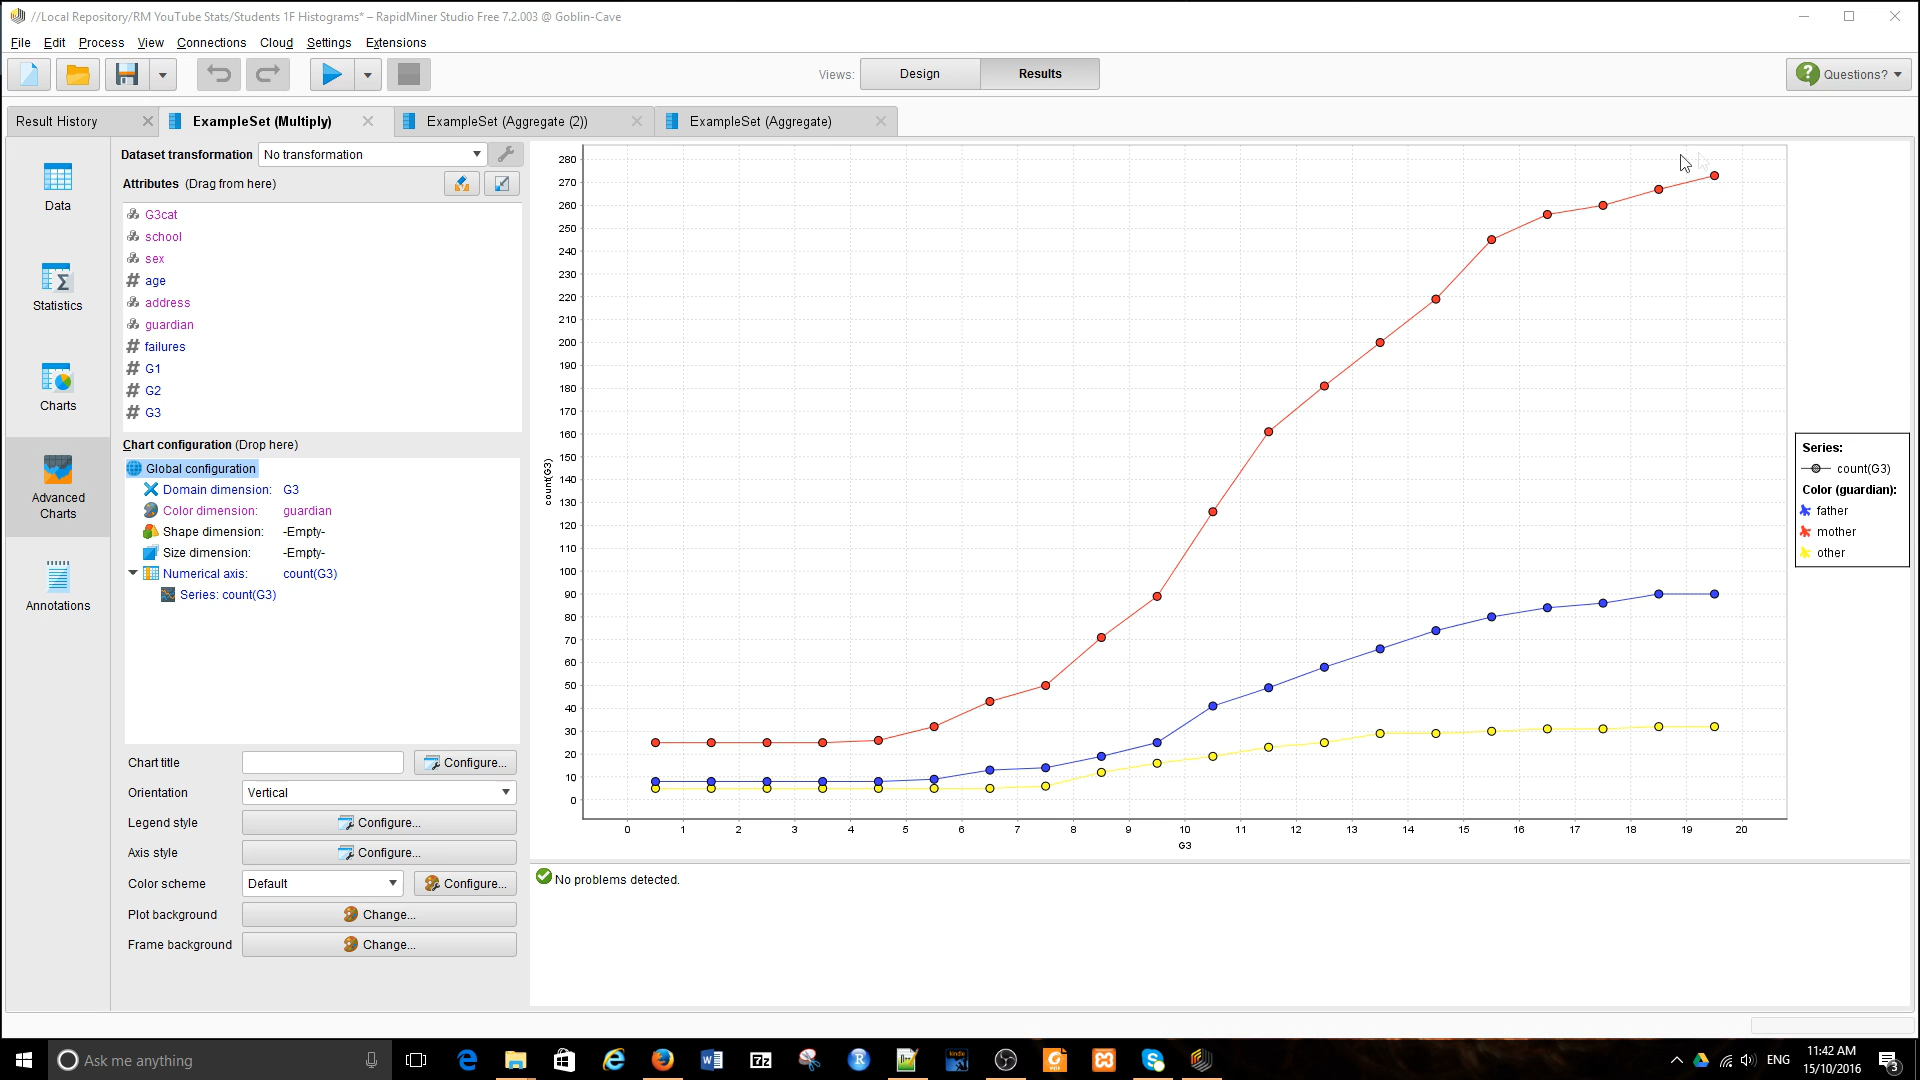 //Local Repository/RM YouTube Stats/Students 1F Histograms* – RapidMiner Studio Free 7.2.003 @ Goblin-Cave
File Edit Process View Connections Cloud Settings Extensions
Views: Design Results Questions?
Result History ExampleSet (Multiply) ExampleSet (Aggregate (2)) ExampleSet (Aggregate)
Data
Statistics
Charts
Advanced
Charts
Annotations
Dataset transformation No transformation
Attributes (Drag from here)
G3cat
school
sex
# age
address
guardian
# failures
# G1
# G2
# G3
Chart configuration (Drop here)
Global configuration
Domain dimension: G3
Color dimension: guardian
Shape dimension: -Empty-
Size dimension: -Empty-
Numerical axis: count(G3)
Series: count(G3)
Chart title Configure...
Orientation Vertical
Legend style Configure...
Axis style Configure...
Color scheme Default Configure...
Plot background Change...
Frame background Change...
280
270
260
250
240
230
220
210
200
190
180
170
160
150
140
130
120
110
100
90
80
70
60
50
40
30
20
10
0
count(G3)
0 1 2 3 4 5 6 7 8 9 10 11 12 13 14 15 16 17 18 19 20
G3
Series:
count(G3)
Color (guardian):
father
mother
other
No problems detected.
Ask me anything
7z
kindle
ENG
11:42 AM
15/10/2016
3